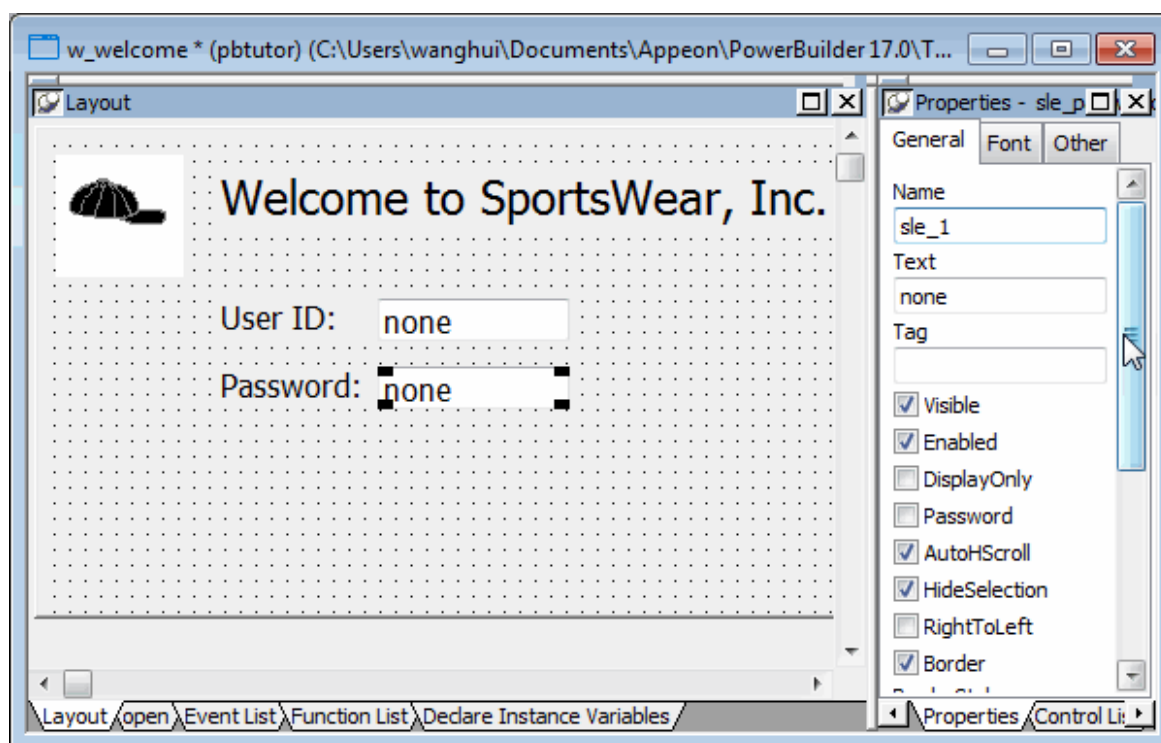 w_welcome * (pbtutor) (C:\Users\wanghui\Documents\Appeon\PowerBuilder 17.0\T...
Layout
Welcome to SportsWear, Inc.
User ID: none
Password: none
Layout open Event List Function List Declare Instance Variables
Properties - sle_p
General Font Other
Name
sle_1
Text
none
Tag
Visible
Enabled
DisplayOnly
Password
AutoHScroll
HideSelection
RightToLeft
Border
Properties Control Li